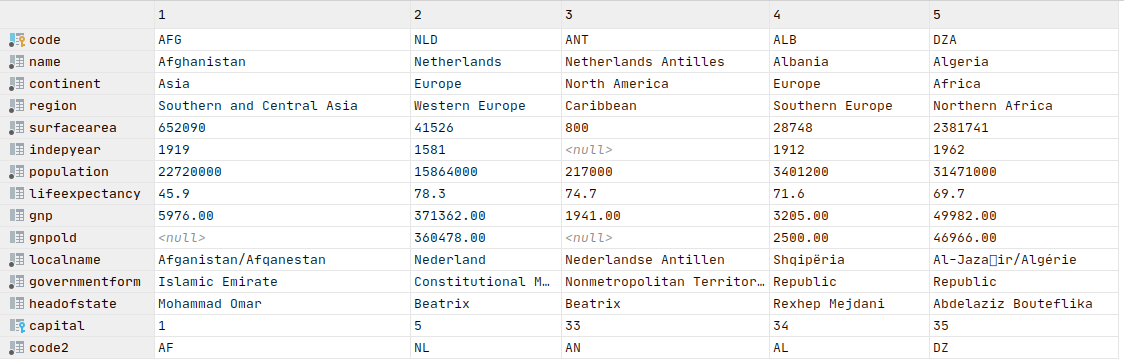 1 2 3 4 5
code AFG NLD ANT ALB DZA
name Afghanistan Netherlands Netherlands Antilles Albania Algeria
continent Asia Europe North America Europe Africa
region Southern and Central Asia Western Europe Caribbean Southern Europe Northern Africa
surfacearea 652090 41526 800 28748 2381741
indepyear 1919 1581 <null> 1912 1962
population 22720000 15864000 217000 3401200 31471000
lifeexpectancy 45.9 78.3 74.7 71.6 69.7
gnp 5976.00 371362.00 1941.00 3205.00 49982.00
gnpold <null> 360478.00 <null> 2500.00 46966.00
localname Afganistan/Afqanestan Nederland Nederlandse Antillen Shqipëria Al-Jaza□ir/Algérie
governmentform Islamic Emirate Constitutional M… Nonmetropolitan Territor… Republic Republic
headofstate Mohammad Omar Beatrix Beatrix Rexhep Mejdani Abdelaziz Bouteflika
capital 1 5 33 34 35
code2 AF NL AN AL DZ